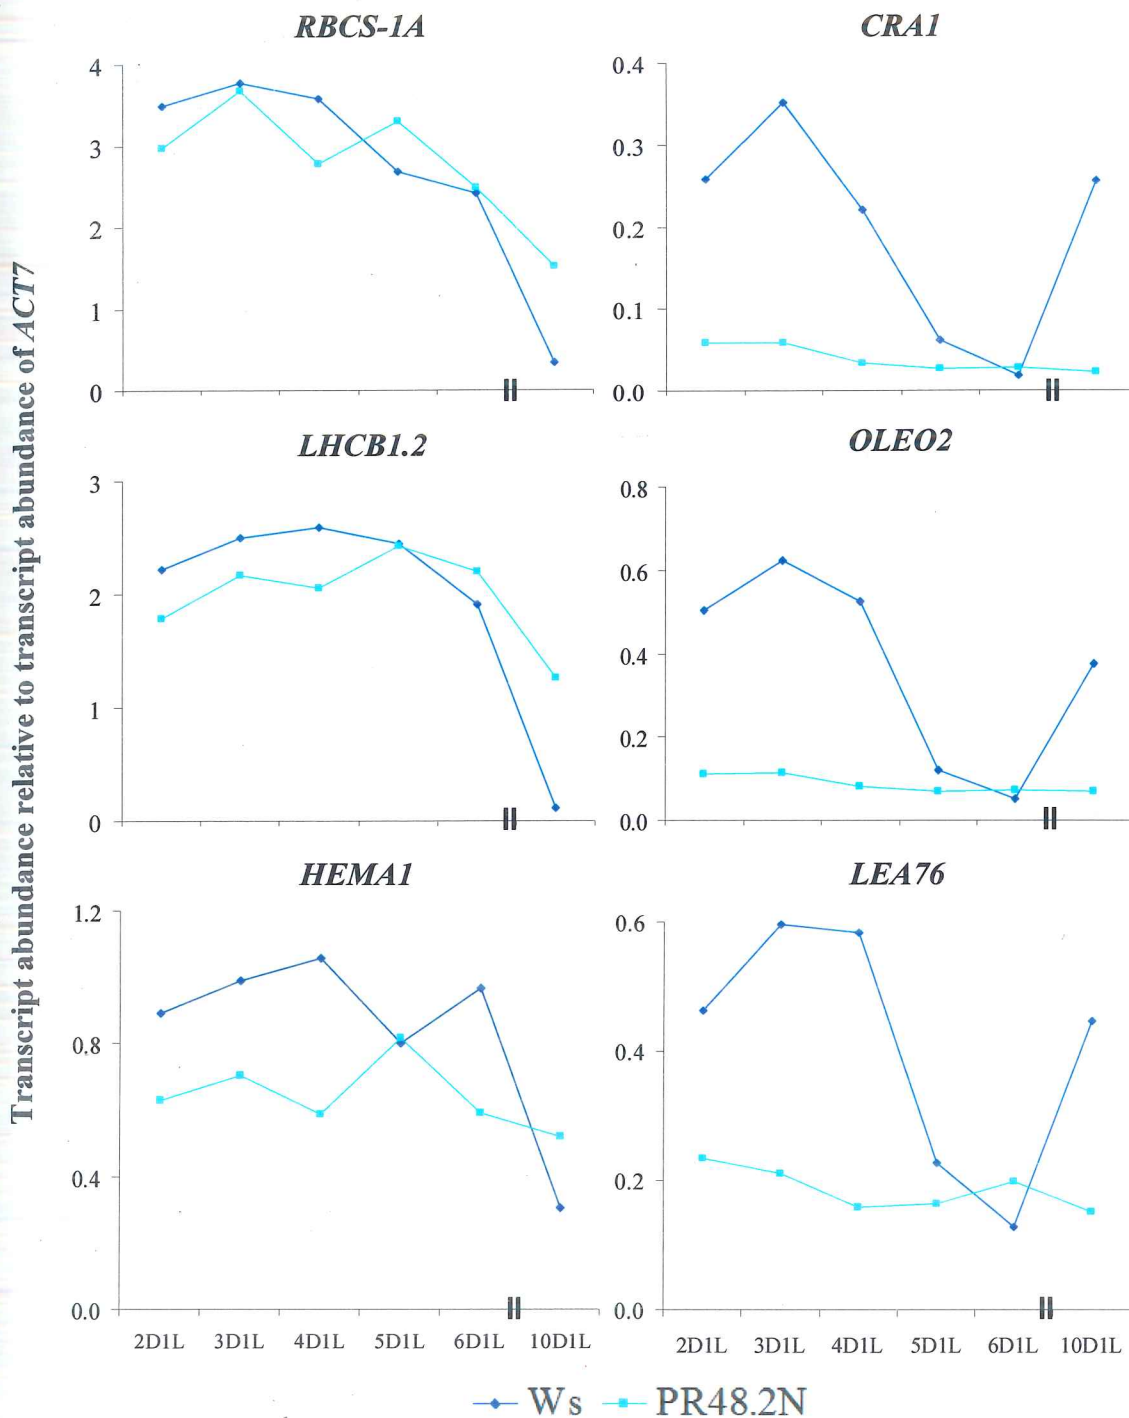 Transcript abundance relative to transcript abundance of ACT7
RBCS-1A
4
3
2
1
0
CRA1
0.4
0.3
0.2
0.1
0.0
LHCB1.2
3
2
1
0
OLEO2
0.8
0.6
0.4
0.2
0.0
HEMA1
1.2
0.8
0.4
0.0
2D1L 3D1L 4D1L 5D1L 6D1L 10D1L
LEA76
0.6
0.4
0.2
0.0
2D1L 3D1L 4D1L 5D1L 6D1L 10D1L
Ws PR48.2N